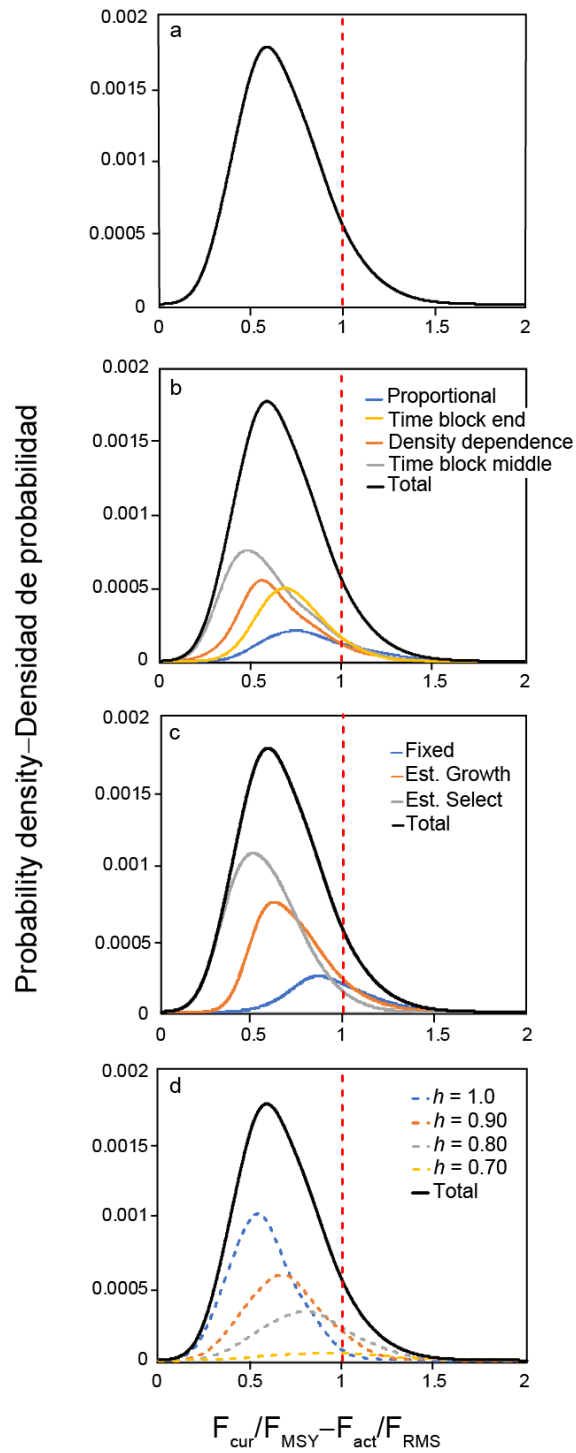 Probability density–Densidad de probabilidad
a
0.002
0.0015
0.001
0.0005
0
0 0.5 1 1.5 2
b
0.002
0.0015
0.001
0.0005
0
Proportional
Time block end
Density dependence
Time block middle
Total
0 0.5 1 1.5 2
c
0.002
0.0015
0.001
0.0005
0
Fixed
Est. Growth
Est. Select
Total
0 0.5 1 1.5 2
d
0.002
0.0015
0.001
0.0005
0
h = 1.0
h = 0.90
h = 0.80
h = 0.70
Total
0 0.5 1 1.5 2
Fcur/FMSY–Fact/FRMS